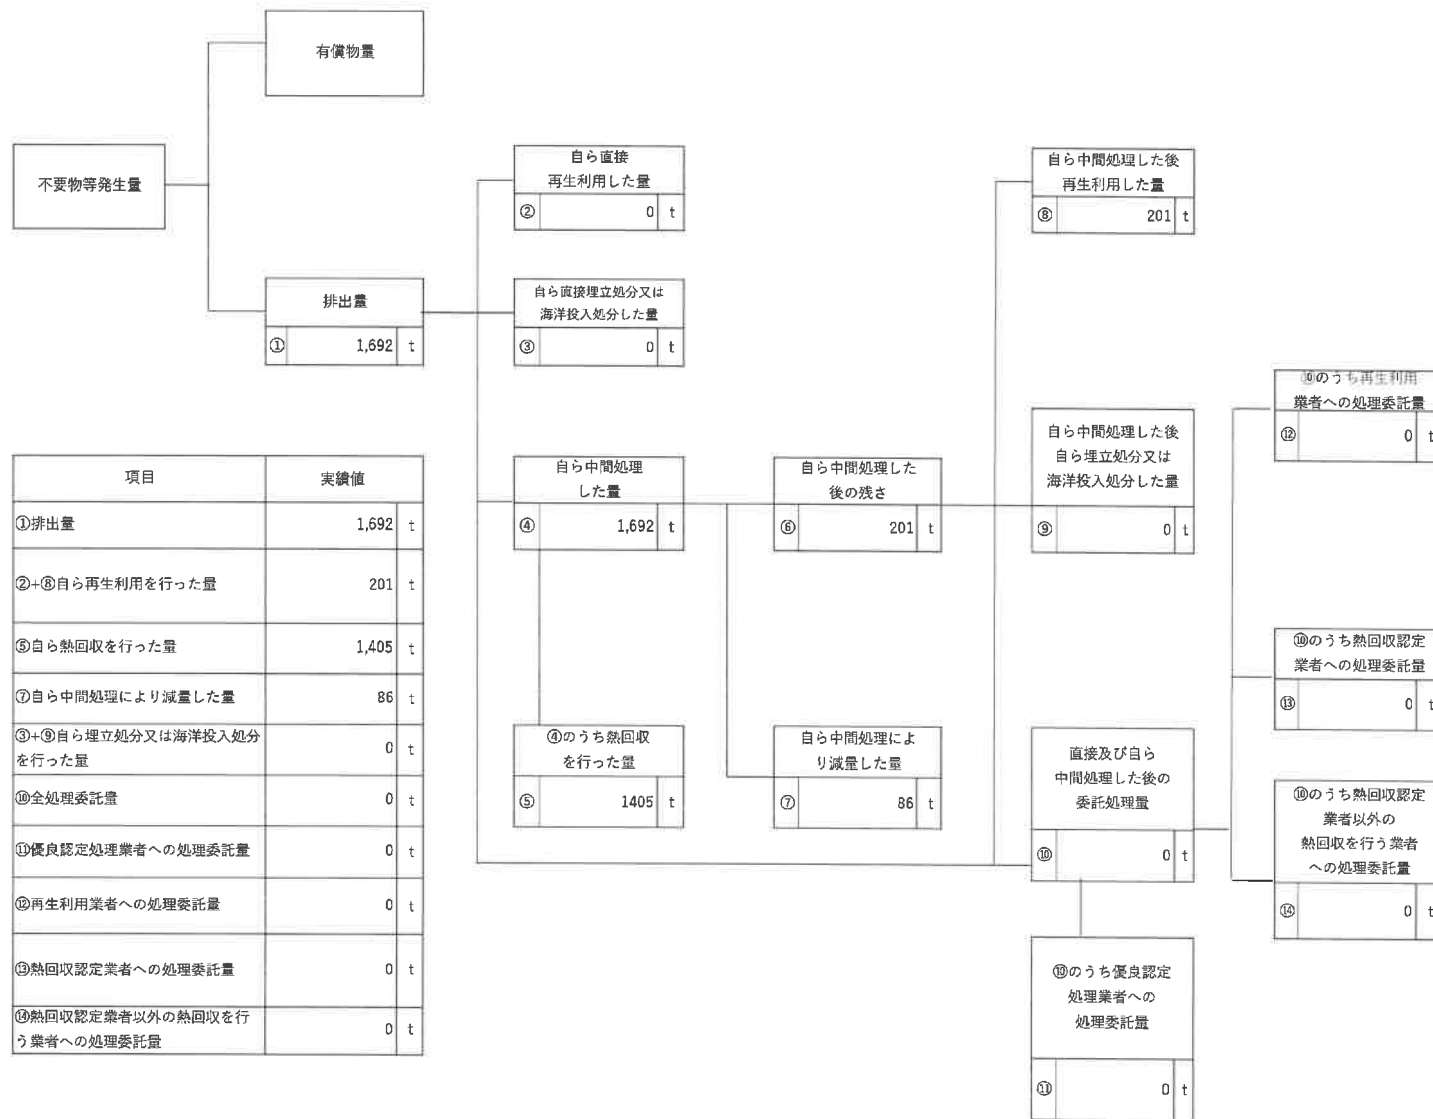 有償物量
不要物等発生量
排出量
① 1,692 t
自ら直接
再生利用した量
② 0 t
自ら直接埋立処分又は
海洋投入処分した量
③ 0 t
自ら中間処理
した量
④ 1,692 t
④のうち熱回収
を行った量
⑤ 1405 t
自ら中間処理した
後の残さ
⑥ 201 t
自ら中間処理によ
り減量した量
⑦ 86 t
自ら中間処理した後
再生利用した量
⑧ 201 t
自ら中間処理した後
自ら埋立処分又は
海洋投入処分した量
⑨ 0 t
直接及び自ら
中間処理した後の
委託処理量
⑩ 0 t
⑩のうち優良認定
処理業者への
処理委託量
⑪ 0 t
⑩のうち再生利用
業者への処理委託量
⑫ 0 t
⑩のうち熱回収認定
業者への処理委託量
⑬ 0 t
⑩のうち熱回収認定
業者以外の
熱回収を行う業者
への処理委託量
⑭ 0 t
項目 実績値
①排出量 1,692 t
②+⑧自ら再生利用を行った量 201 t
⑤自ら熱回収を行った量 1,405 t
⑦自ら中間処理により減量した量 86 t
③+⑨自ら埋立処分又は海洋投入処分
を行った量 0 t
⑩全処理委託量 0 t
⑪優良認定処理業者への処理委託量 0 t
⑫再生利用業者への処理委託量 0 t
⑬熱回収認定業者への処理委託量 0 t
⑭熱回収認定業者以外の熱回収を行
う業者への処理委託量 0 t